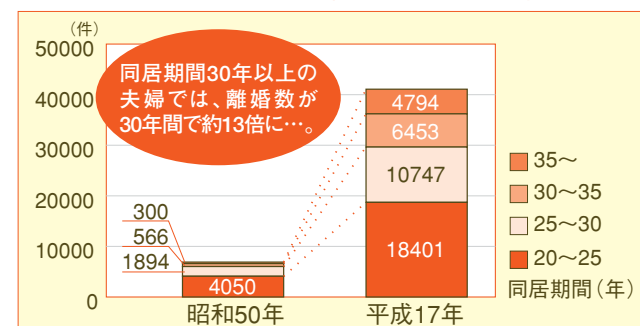 （件）
50000
40000
30000
20000
10000
0
同居期間30年以上の
夫婦では、離婚数が
30年間で約13倍に…。
300
566
1894
4050
4794
6453
10747
18401
昭和50年
平成17年
35〜
30〜35
25〜30
20〜25
同居期間（年）